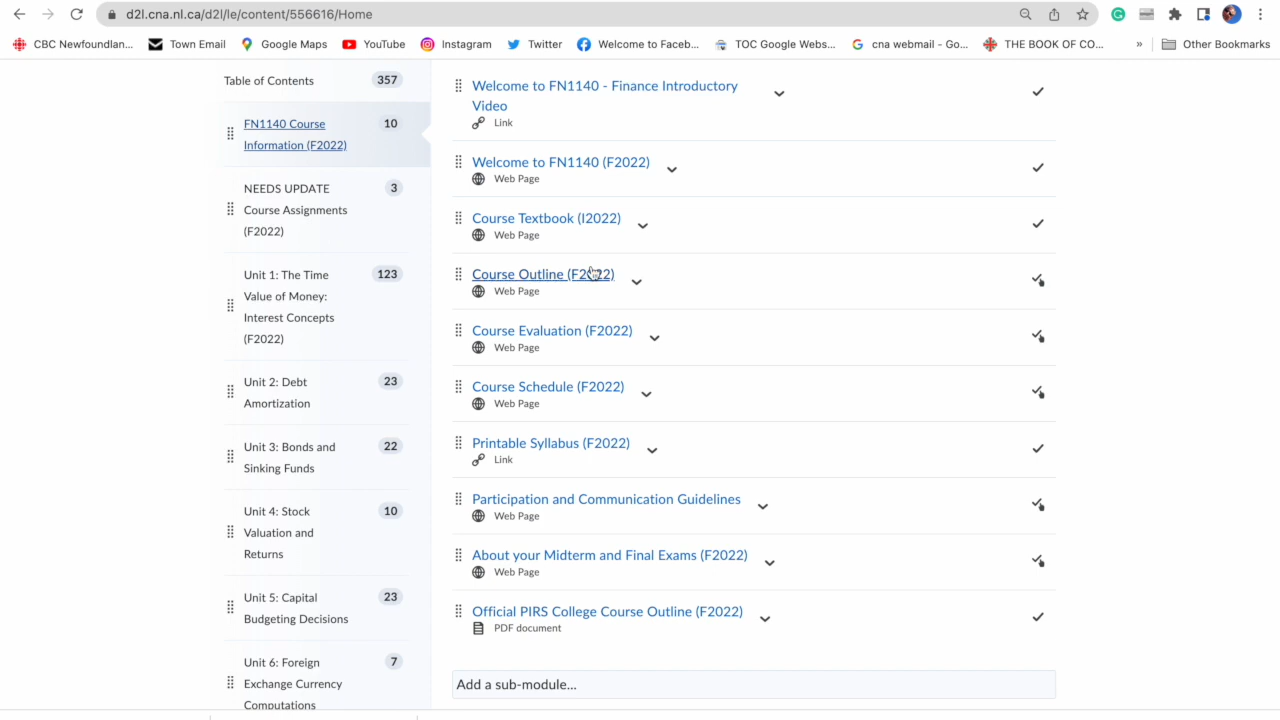 d2l.cna.nl.ca/d2l/le/content/556616/Home
CBC Newfoundlan... Town Email Google Maps YouTube Instagram Twitter Welcome to Faceb... TOC Google Webs... cna webmail - Go... THE BOOK OF CO... » Other Bookmarks
Table of Contents 357
FN1140 Course 10
Information (F2022)
NEEDS UPDATE 3
Course Assignments
(F2022)
Unit 1: The Time 123
Value of Money:
Interest Concepts
(F2022)
Unit 2: Debt 23
Amortization
Unit 3: Bonds and 22
Sinking Funds
Unit 4: Stock 10
Valuation and
Returns
Unit 5: Capital 23
Budgeting Decisions
Unit 6: Foreign 7
Exchange Currency
Computations
Welcome to FN1140 - Finance Introductory
Video
Link
Welcome to FN1140 (F2022)
Web Page
Course Textbook (I2022)
Web Page
Course Outline (F2022)
Web Page
Course Evaluation (F2022)
Web Page
Course Schedule (F2022)
Web Page
Printable Syllabus (F2022)
Link
Participation and Communication Guidelines
Web Page
About your Midterm and Final Exams (F2022)
Web Page
Official PIRS College Course Outline (F2022)
PDF document
Add a sub-module...